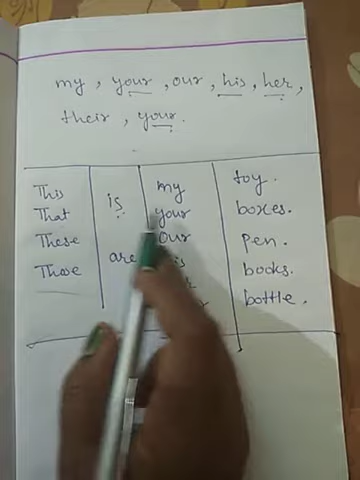 my, your, our, his, her,
their, your.
This is my toy.
That your boxes.
These our pen.
Those are books.
bottle.